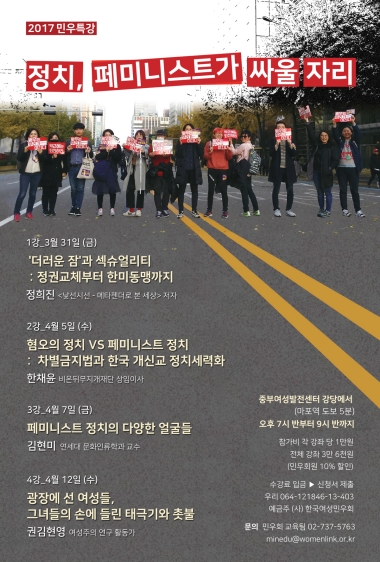 2017 민우특강
정치, 페미니스트가 싸울 자리
1강_3월 31일 (금)
'더러운 잠'과 섹슈얼리티
: 정권교체부터 한미동맹까지
정희진 <낯선시선 - 메타젠더로 본 세상> 저자
2강_4월 5일 (수)
혐오의 정치 VS 페미니스트 정치
: 차별금지법과 한국 개신교 정치세력화
한채윤 비온뒤무지개재단 상임이사
3강_4월 7일 (금)
페미니스트 정치의 다양한 얼굴들
김현미 연세대 문화인류학과 교수
4강_4월 12일 (수)
광장에 선 여성들,
그녀들의 손에 들린 태극기와 촛불
권김현영 여성주의 연구 활동가
중부여성발전센터 강당에서
(마포역 도보 5분)
오후 7시 반부터 9시 반까지
참가비 각 강좌 당 1만원
전체 강좌 3만 6천원
(민우회원 10% 할인)
수강료 입금 ▶ 신청서 제출
우리 064-121846-13-403
예금주 (사) 한국여성민우회
문의 민우회 교육팀 02-737-5763
minedu@womenlink.or.kr